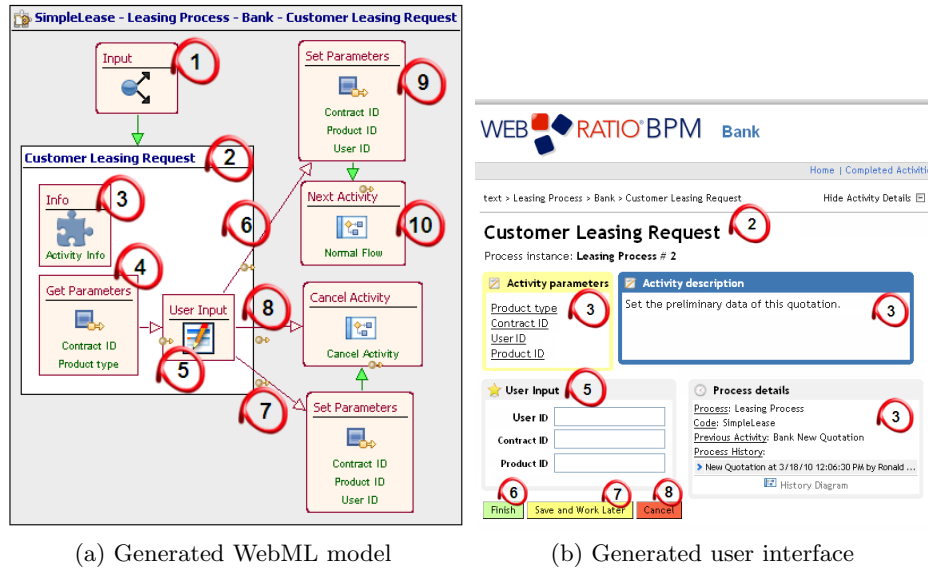 SimpleLease - Leasing Process - Bank - Customer Leasing Request
Input
1
Set Parameters
9
Contract ID
Product ID
User ID
Customer Leasing Request
2
Info
3
Activity Info
6
Next Activity
10
Normal Flow
4
Get Parameters
Contract ID
Product type
User Input
5
8
Cancel Activity
Cancel Activity
7
Set Parameters
Contract ID
Product ID
User ID
(a) Generated WebML model
WEB RATIO BPM Bank
Home | Completed Activitie
text > Leasing Process > Bank > Customer Leasing Request
Hide Activity Details
Customer Leasing Request
2
Process instance: Leasing Process # 2
Activity parameters
Product type
Contract ID
User ID
Product ID
3
Activity description
Set the preliminary data of this quotation.
3
User Input
5
User ID
Contract ID
Product ID
Process details
Process: Leasing Process
Code: SimpleLease
Previous Activity: Bank New Quotation
Process History:
New Quotation at 3/18/10 12:06:30 PM by Ronald ...
History Diagram
3
6
7
8
Finish
Save and Work Later
Cancel
(b) Generated user interface